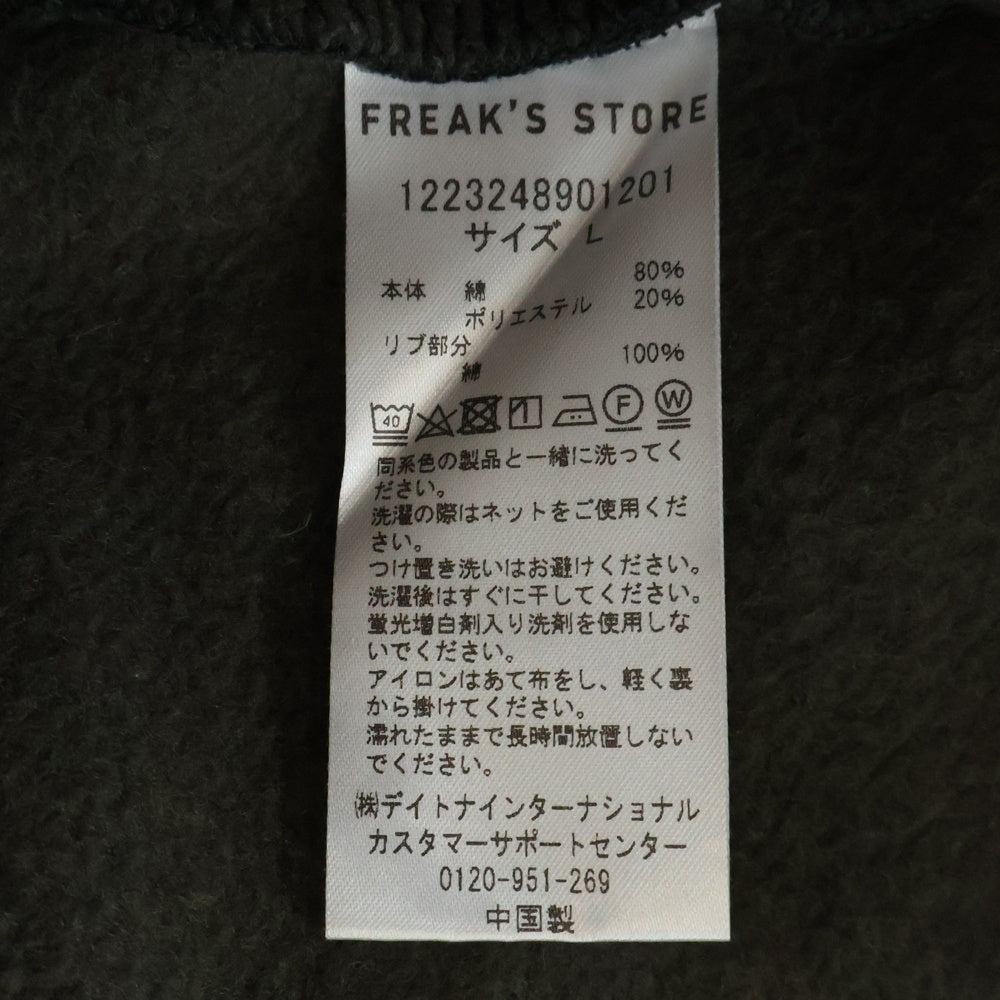 FREAK'S STORE
1223248901201
サイズ L
本体 綿 80%
ポリエステル 20%
リブ部分
綿 100%
40 F W
同系色の製品と一緒に洗ってく
ださい。
洗濯の際はネットをご使用くだ
さい。
つけ置き洗いはお避けください。
洗濯後はすぐに干してください。
蛍光増白剤入り洗剤を使用しな
いでください。
アイロンはあて布をし、軽く裏
から掛けてください。
濡れたままで長時間放置しない
でください。
㈱デイトナインターナショナル
カスタマーサポートセンター
0120-951-269
中国製